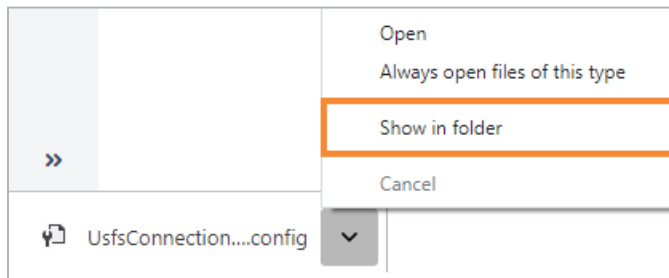 Open
Always open files of this type
Show in folder
Cancel
UsfsConnection....config